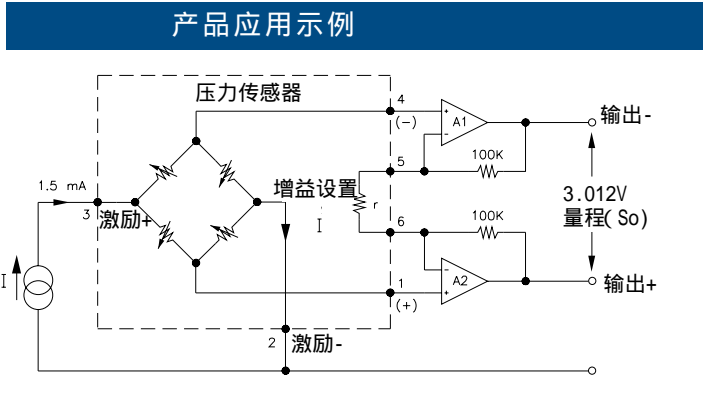 产品应用示例
压力传感器
4
(-)
A1
输出-
5
100K
1.5 mA
3
激励+
增益设置
I
r
3.012V
量程(So)
6
100K
I
A2
1
(+)
输出+
2
激励-